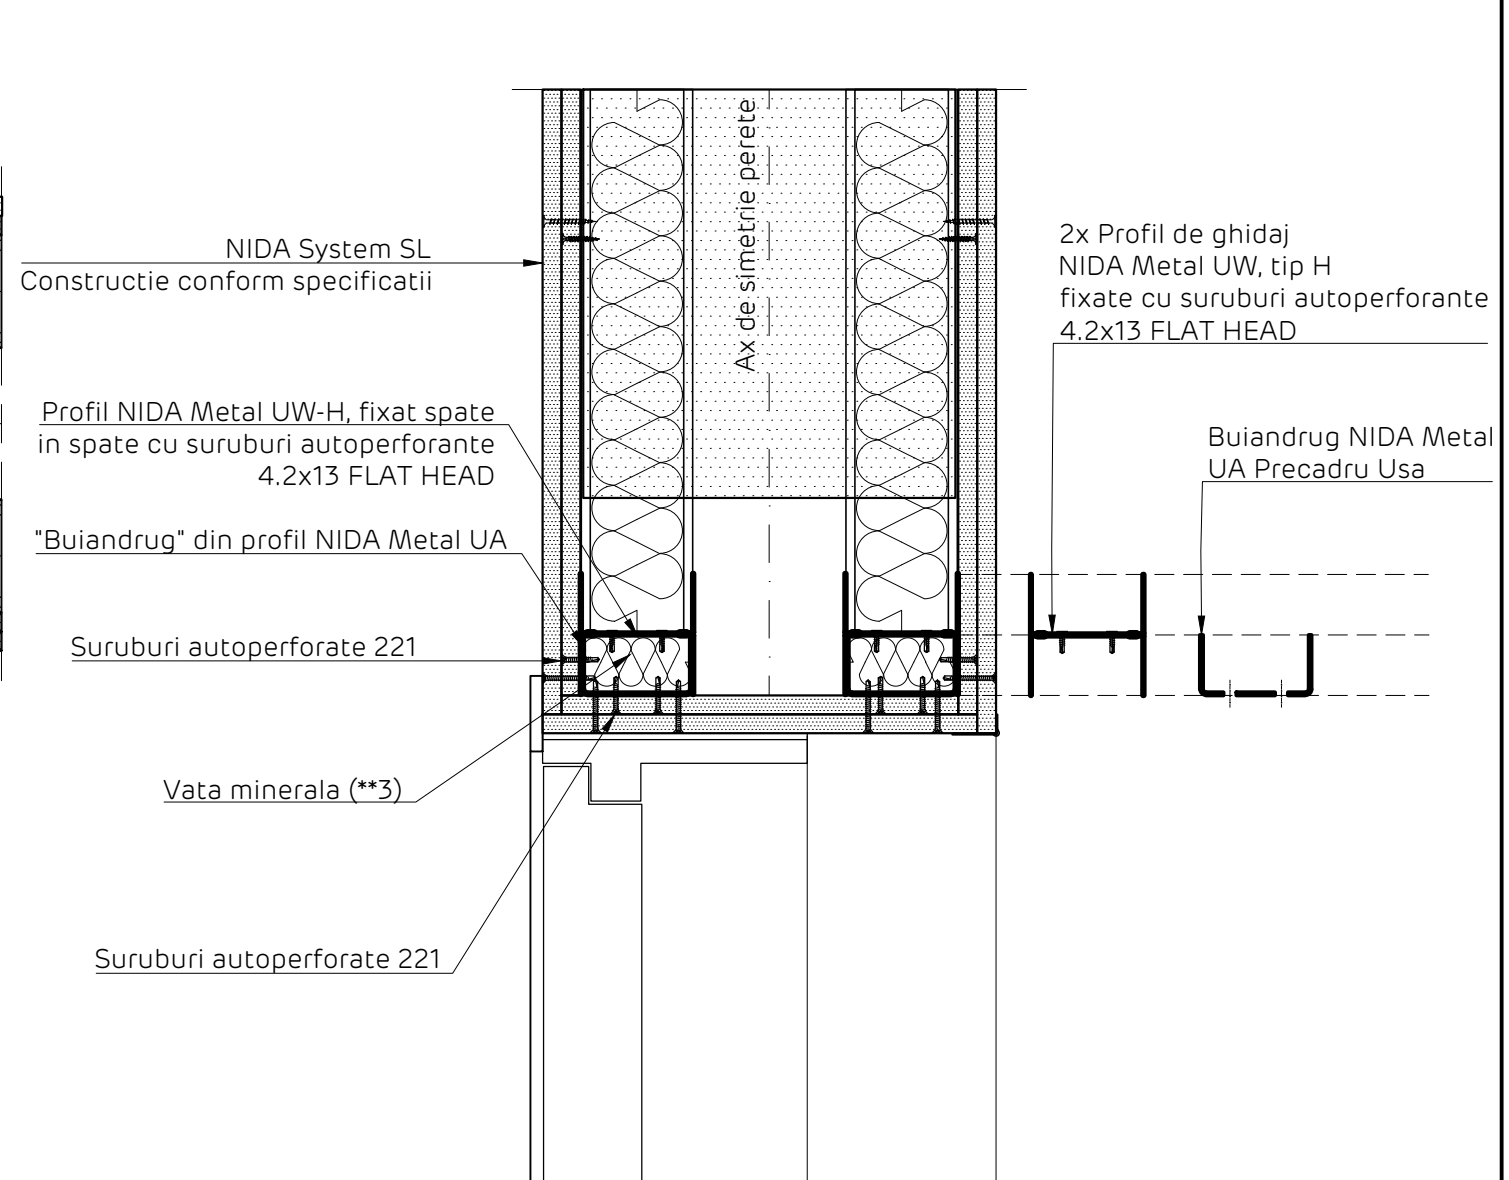 Ax de simetrie perete
NIDA System SL
Constructie conform specificatii
2x Profil de ghidaj
NIDA Metal UW, tip H
fixate cu suruburi autoperforante
4.2x13 FLAT HEAD
Profil NIDA Metal UW-H, fixat spate
in spate cu suruburi autoperforante
4.2x13 FLAT HEAD
Buiandrug NIDA Metal
UA Precadru Usa
"Buiandrug" din profil NIDA Metal UA
Suruburi autoperforate 221
Vata minerala (**3)
Suruburi autoperforate 221